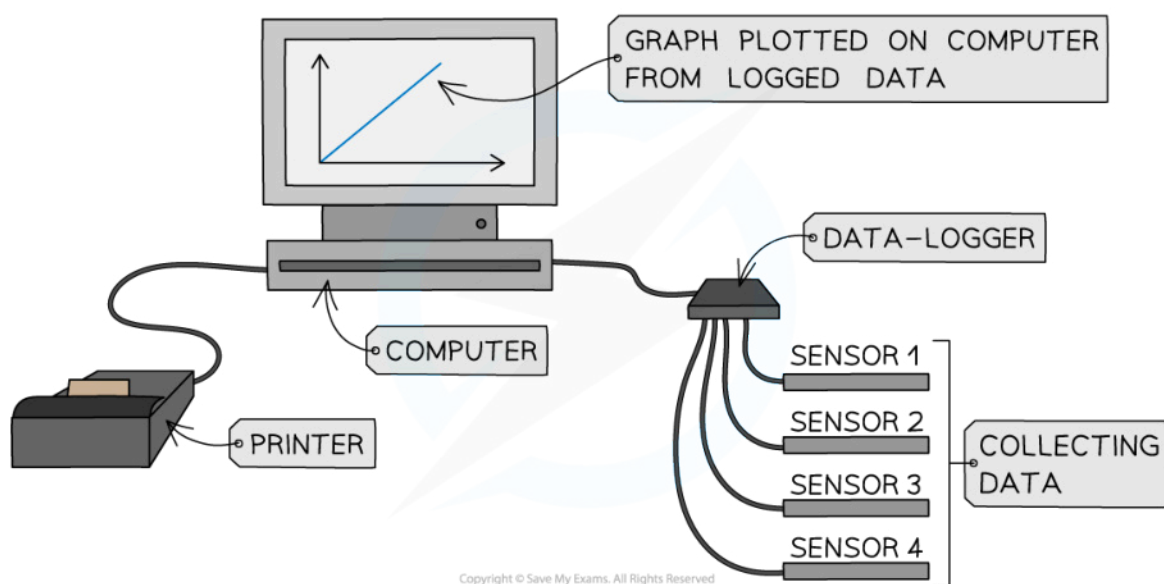 GRAPH PLOTTED ON COMPUTER
FROM LOGGED DATA
DATA-LOGGER
COMPUTER
SENSOR 1
SENSOR 2
PRINTER
COLLECTING
DATA
SENSOR 3
SENSOR 4
Copyright © Save My Exams. All Rights Reserved